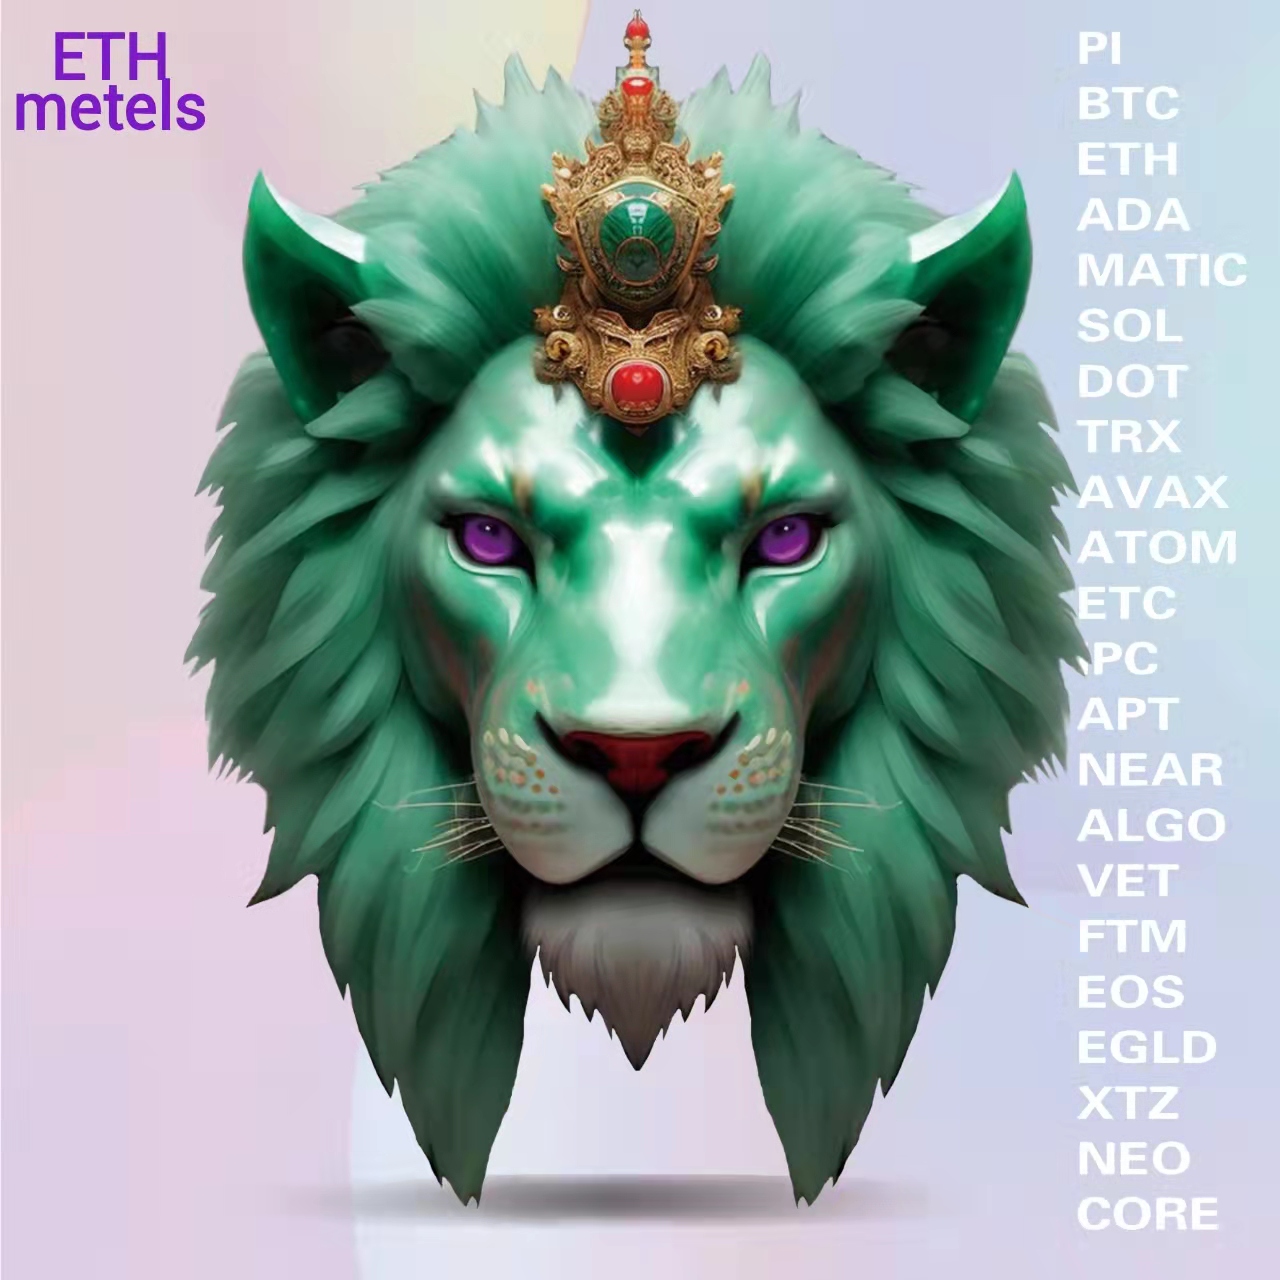 ETH
metels
PI
BTC
ETH
ADA
MATIC
SOL
DOT
TRX
AVAX
ATOM
ETC
PC
APT
NEAR
ALGO
VET
FTM
EOS
EGLD
XTZ
NEO
CORE